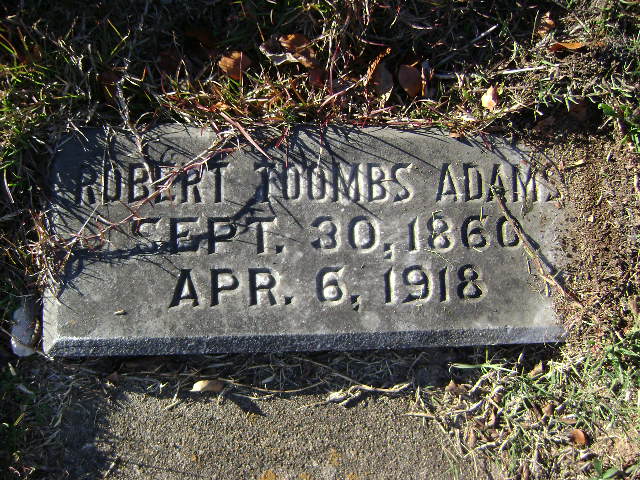 ROBERT TOOMBS ADAMS
SEPT. 30, 1860
APR. 6, 1918